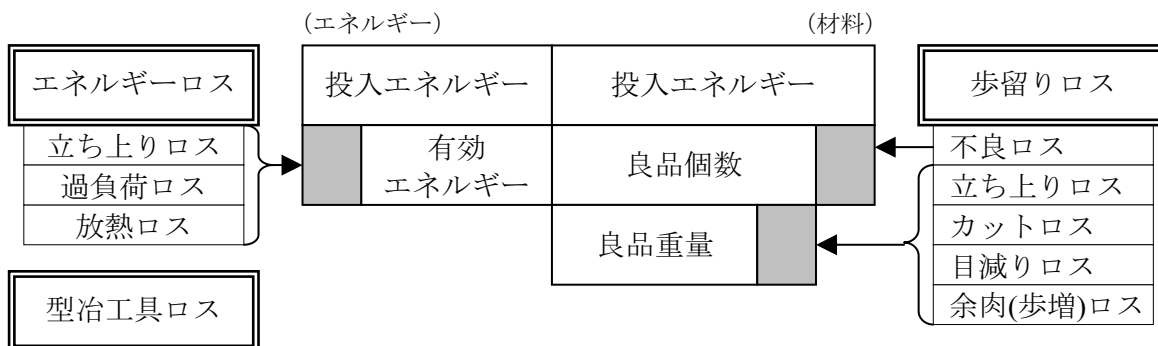 (エネルギー)
(材料)
エネルギーロス
投入エネルギー
投入エネルギー
歩留りロス
立ち上りロス
過負荷ロス
放熱ロス
有効
エネルギー
良品個数
不良ロス
立ち上りロス
カットロス
目減りロス
余肉(歩増)ロス
良品重量
型冶工具ロス